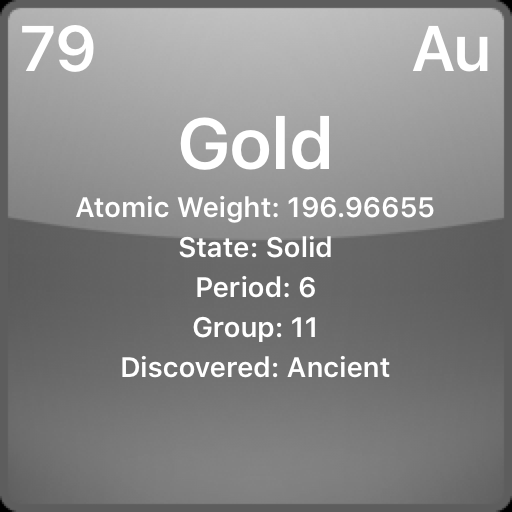 79 Au
Gold
Atomic Weight: 196.96655
State: Solid
Period: 6
Group: 11
Discovered: Ancient